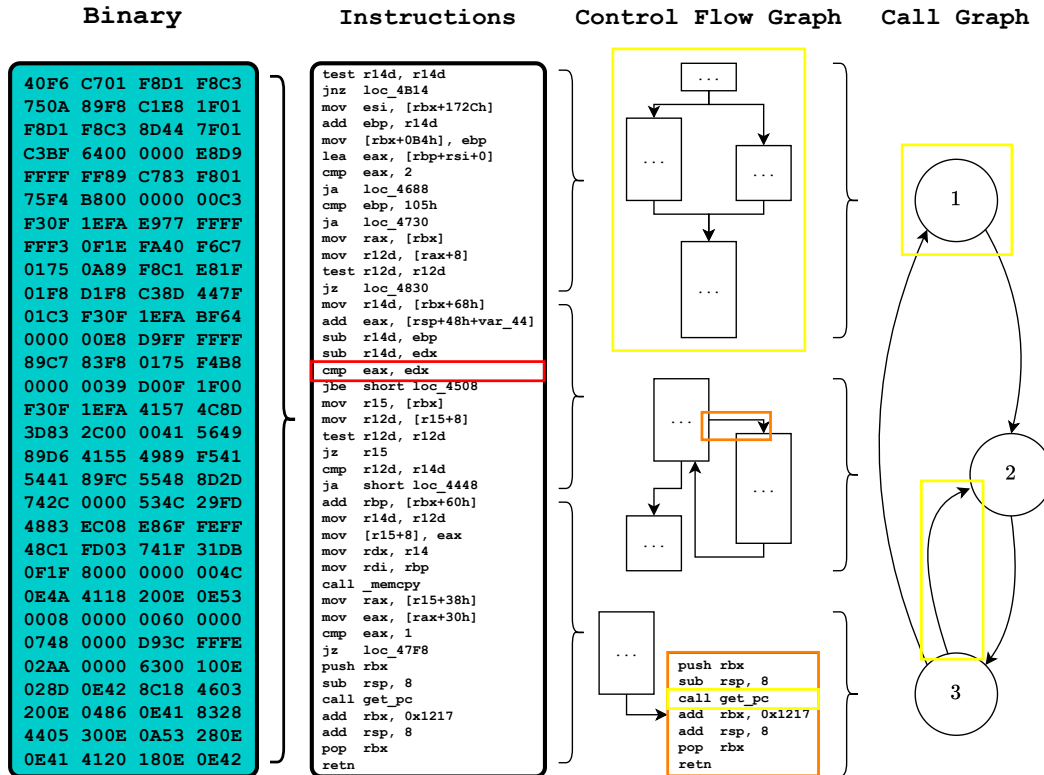 Binary
Instructions
Control Flow Graph
Call Graph
40F6 C701 F8D1 F8C3
750A 89F8 C1E8 1F01
F8D1 F8C3 8D44 7F01
C3BF 6400 0000 E8D9
FFFF FF89 C783 F801
75F4 B800 0000 00C3
F30F 1EFA E977 FFFF
FFF3 0F1E FA40 F6C7
0175 0A89 F8C1 E81F
01F8 D1F8 C38D 447F
01C3 F30F 1EFA BF64
0000 00E8 D9FF FFFF
89C7 83F8 0175 F4B8
0000 0039 D00F 1F00
F30F 1EFA 4157 4C8D
3D83 2C00 0041 5649
89D6 4155 4989 F541
5441 89FC 5548 8D2D
742C 0000 534C 29FD
4883 EC08 E86F FEFF
48C1 FD03 741F 31DB
0F1F 8000 0000 004C
0E4A 4118 200E 0E53
0008 0000 0060 0000
0748 0000 D93C FFFE
02AA 0000 6300 100E
028D 0E42 8C18 4603
200E 0486 0E41 8328
4405 300E 0A53 280E
0E41 4120 180E 0E42
test r14d, r14d
jnz loc_4B14
mov esi, [rbx+172Ch]
add ebp, r14d
mov [rbx+0B4h], ebp
lea eax, [rbp+rsi+0]
cmp eax, 2
ja loc_4688
cmp ebp, 105h
ja loc_4730
mov rax, [rbx]
mov r12d, [rax+8]
test r12d, r12d
jz loc_4830
mov r14d, [rbx+68h]
add eax, [rsp+48h+var_44]
sub r14d, ebp
sub r14d, edx
cmp eax, edx
jbe short loc_4508
mov r15, [rbx]
mov r12d, [r15+8]
test r12d, r12d
jz r15
cmp r12d, r14d
ja short loc_4448
add rbp, [rbx+60h]
mov r14d, r12d
mov [r15+8], eax
mov rdx, r14
mov rdi, rbp
call _memcpy
mov rax, [r15+38h]
mov eax, [rax+30h]
cmp eax, 1
jz loc_47F8
push rbx
sub rsp, 8
call get_pc
add rbx, 0x1217
add rsp, 8
pop rbx
retn
...
...
...
...
...
...
...
...
push rbx
sub rsp, 8
call get_pc
add rbx, 0x1217
add rsp, 8
pop rbx
retn
1
2
3